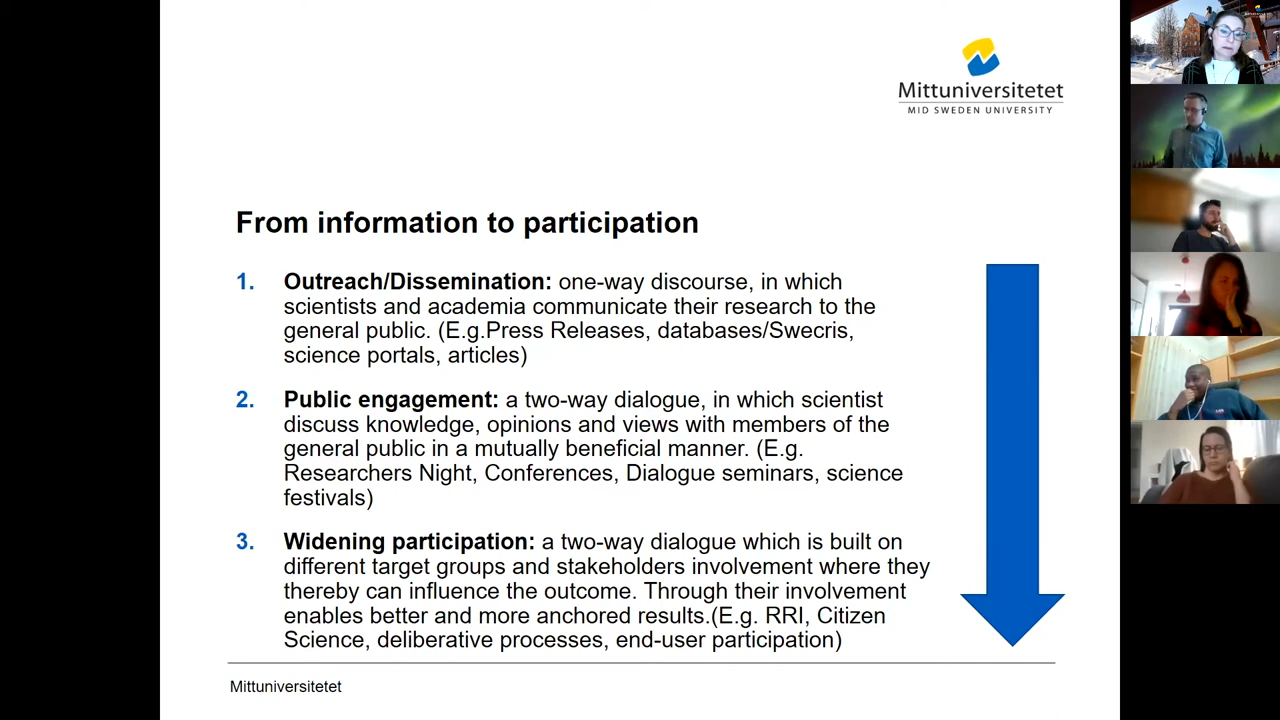 Mittuniversitetet
MID SWEDEN UNIVERSITY
From information to participation
1. Outreach/Dissemination: one-way discourse, in which
scientists and academia communicate their research to the
general public. (E.g.Press Releases, databases/Swecris,
science portals, articles)
2. Public engagement: a two-way dialogue, in which scientist
discuss knowledge, opinions and views with members of the
general public in a mutually beneficial manner. (E.g.
Researchers Night, Conferences, Dialogue seminars, science
festivals)
3. Widening participation: a two-way dialogue which is built on
different target groups and stakeholders involvement where they
thereby can influence the outcome. Through their involvement
enables better and more anchored results.(E.g. RRI, Citizen
Science, deliberative processes, end-user participation)
Mittuniversitetet